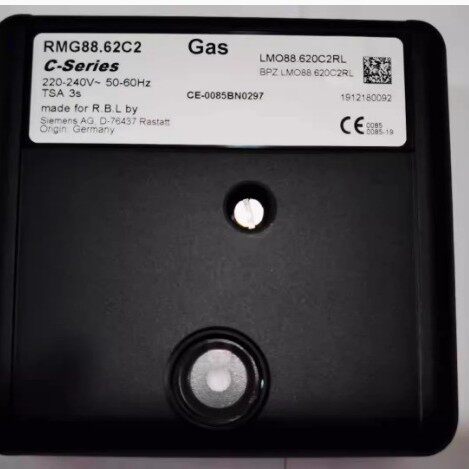 RMG88.62C2
Gas
LMO88.620C2RL
C-Series
BPZ LMO88.620C2RL
220-240V~ 50-60Hz
TSA 3s
CE-0085BN0297
1912180092
made for R.B.L by
Siemens AG, D-76437 Rastatt
Origin: Germany
CE 0085
0085-19